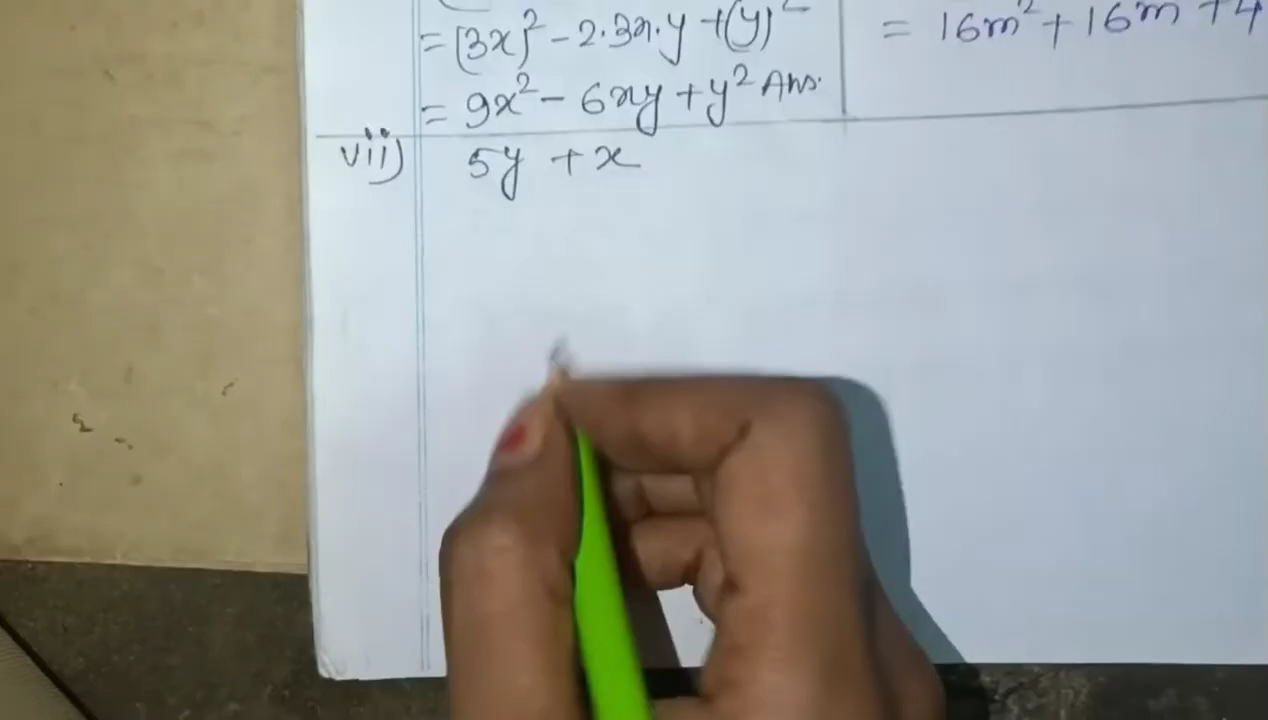 = (3x)² - 2·3x·y + (y)²
= 9x² - 6xy + y² Ans.
= 16m² + 16m + 4
vii) 5y + x